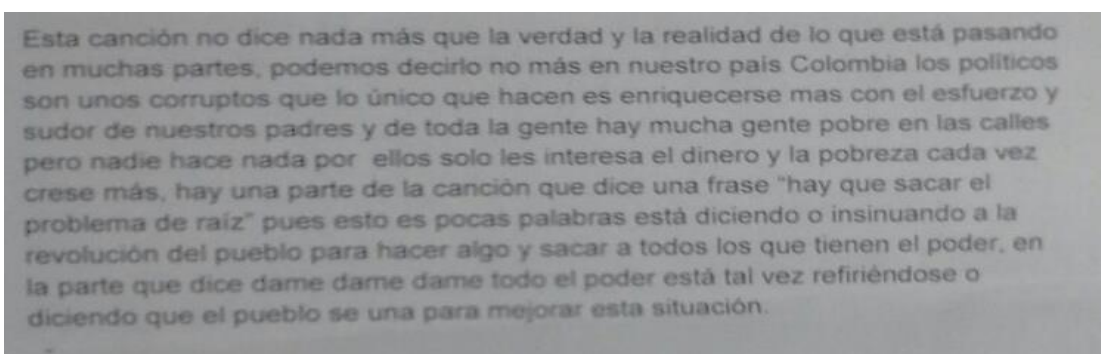 Esta canción no dice nada más que la verdad y la realidad de lo que está pasando
en muchas partes, podemos decirlo no más en nuestro país Colombia los políticos
son unos corruptos que lo único que hacen es enriquecerse mas con el esfuerzo y
sudor de nuestros padres y de toda la gente hay mucha gente pobre en las calles
pero nadie hace nada por ellos solo les interesa el dinero y la pobreza cada vez
crese más, hay una parte de la canción que dice una frase "hay que sacar el
problema de raíz" pues esto es pocas palabras está diciendo o insinuando a la
revolución del pueblo para hacer algo y sacar a todos los que tienen el poder, en
la parte que dice dame dame dame todo el poder está tal vez refiriéndose o
diciendo que el pueblo se una para mejorar esta situación.